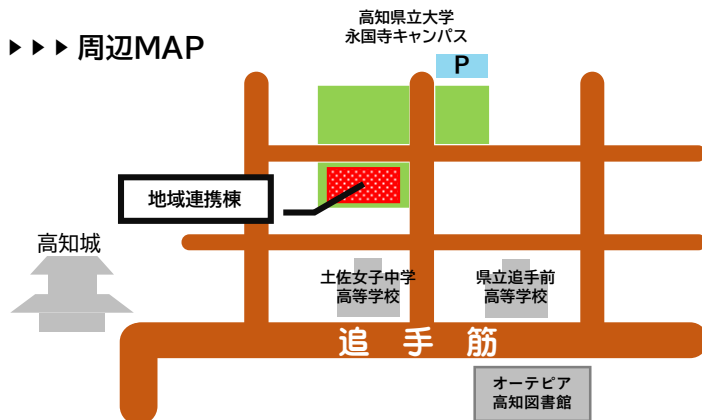 ▶▶▶ 周辺MAP
高知県立大学
永国寺キャンパス
P
地域連携棟
高知城
土佐女子中学
高等学校
県立追手前
高等学校
追手筋
オーテピア
高知図書館